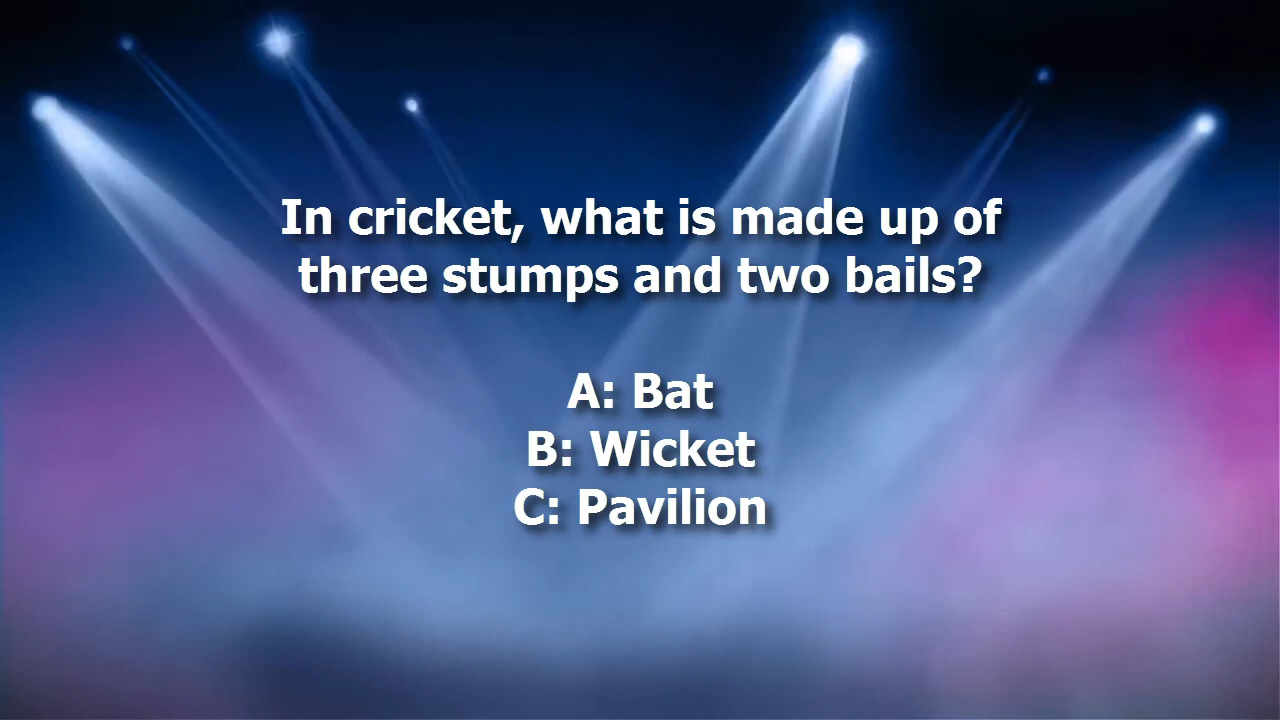 In cricket, what is made up of
three stumps and two bails?
A: Bat
B: Wicket
C: Pavilion